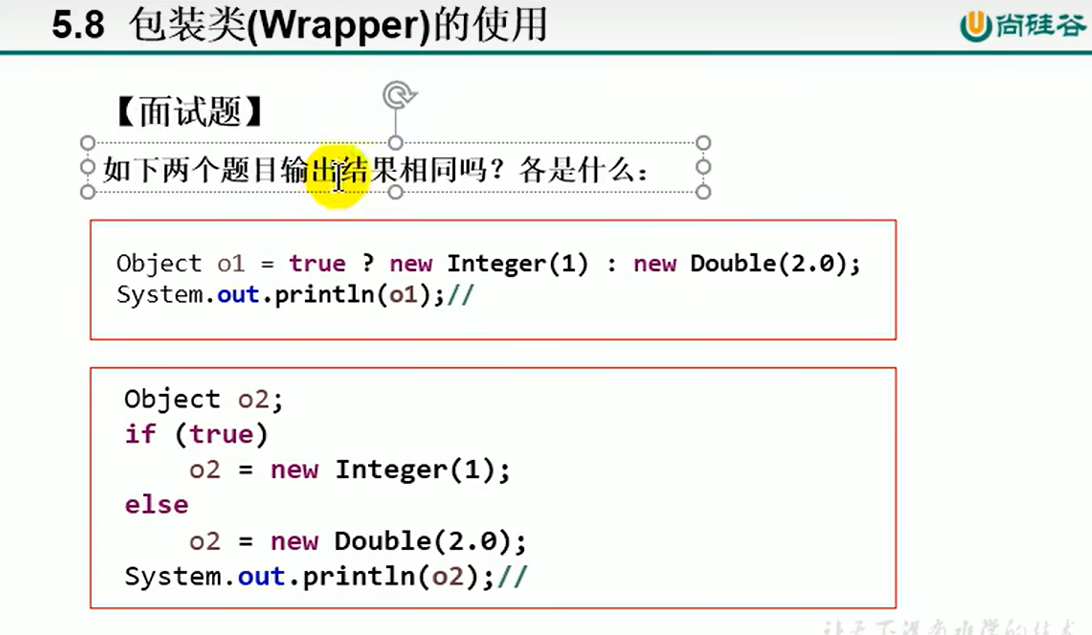 5.8 包装类(Wrapper)的使用
尚硅谷
【面试题】
如下两个题目输出结果相同吗？各是什么：
Object o1 = true ? new Integer(1) : new Double(2.0);
System.out.println(o1);//
Object o2;
if (true)
o2 = new Integer(1);
else
o2 = new Double(2.0);
System.out.println(o2);//